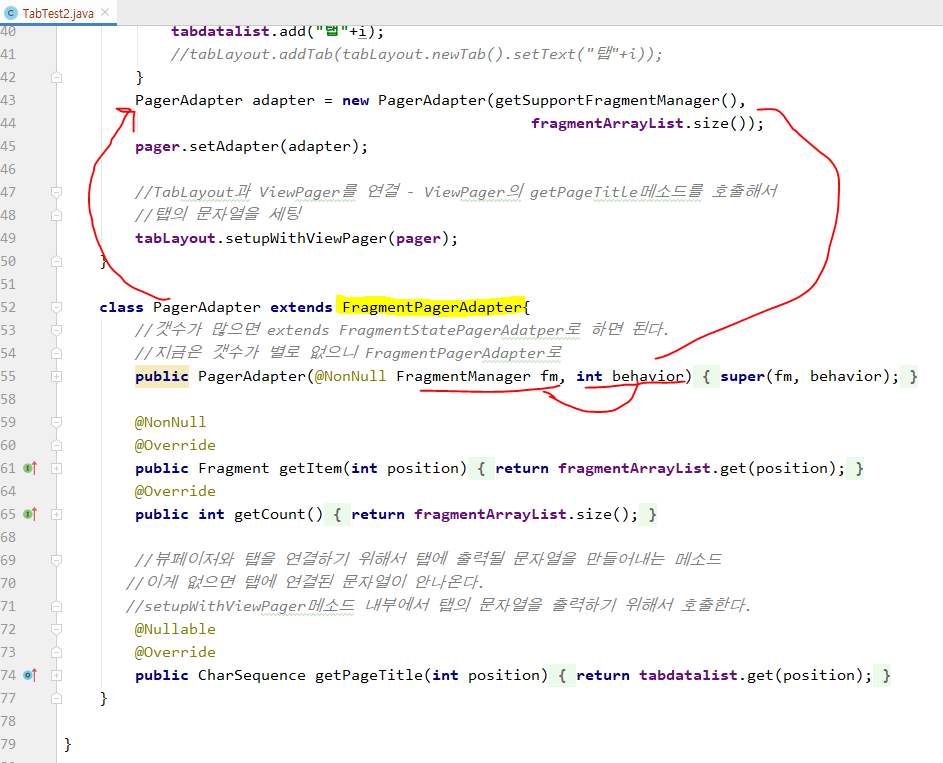 TabTest2.java
40 tabdatalist.add("탭"+i);
41 //tabLayout.addTab(tabLayout.newTab().setText("탭"+i));
42 }
43 PagerAdapter adapter = new PagerAdapter(getSupportFragmentManager(),
44 fragmentArrayList.size());
45 pager.setAdapter(adapter);
46
47 //TabLayout과 ViewPager를 연결 - ViewPager의 getPageTitle메소드를 호출해서
48 //탭의 문자열을 세팅
49 tabLayout.setupWithViewPager(pager);
50 }
51
52 class PagerAdapter extends FragmentPagerAdapter{
53 //갯수가 많으면 extends FragmentStatePagerAdatper로 하면 된다.
54 //지금은 갯수가 별로 없으니 FragmentPagerAdapter로
55 public PagerAdapter(@NonNull FragmentManager fm, int behavior) { super(fm, behavior); }
58
59 @NonNull
60 @Override
61 public Fragment getItem(int position) { return fragmentArrayList.get(position); }
64 @Override
65 public int getCount() { return fragmentArrayList.size(); }
68
69 //뷰페이저와 탭을 연결하기 위해서 탭에 출력될 문자열을 만들어내는 메소드
70 //이게 없으면 탭에 연결된 문자열이 안나온다.
71 //setupWithViewPager메소드 내부에서 탭의 문자열을 출력하기 위해서 호출한다.
72 @Nullable
73 @Override
74 public CharSequence getPageTitle(int position) { return tabdatalist.get(position); }
77 }
78
79 }